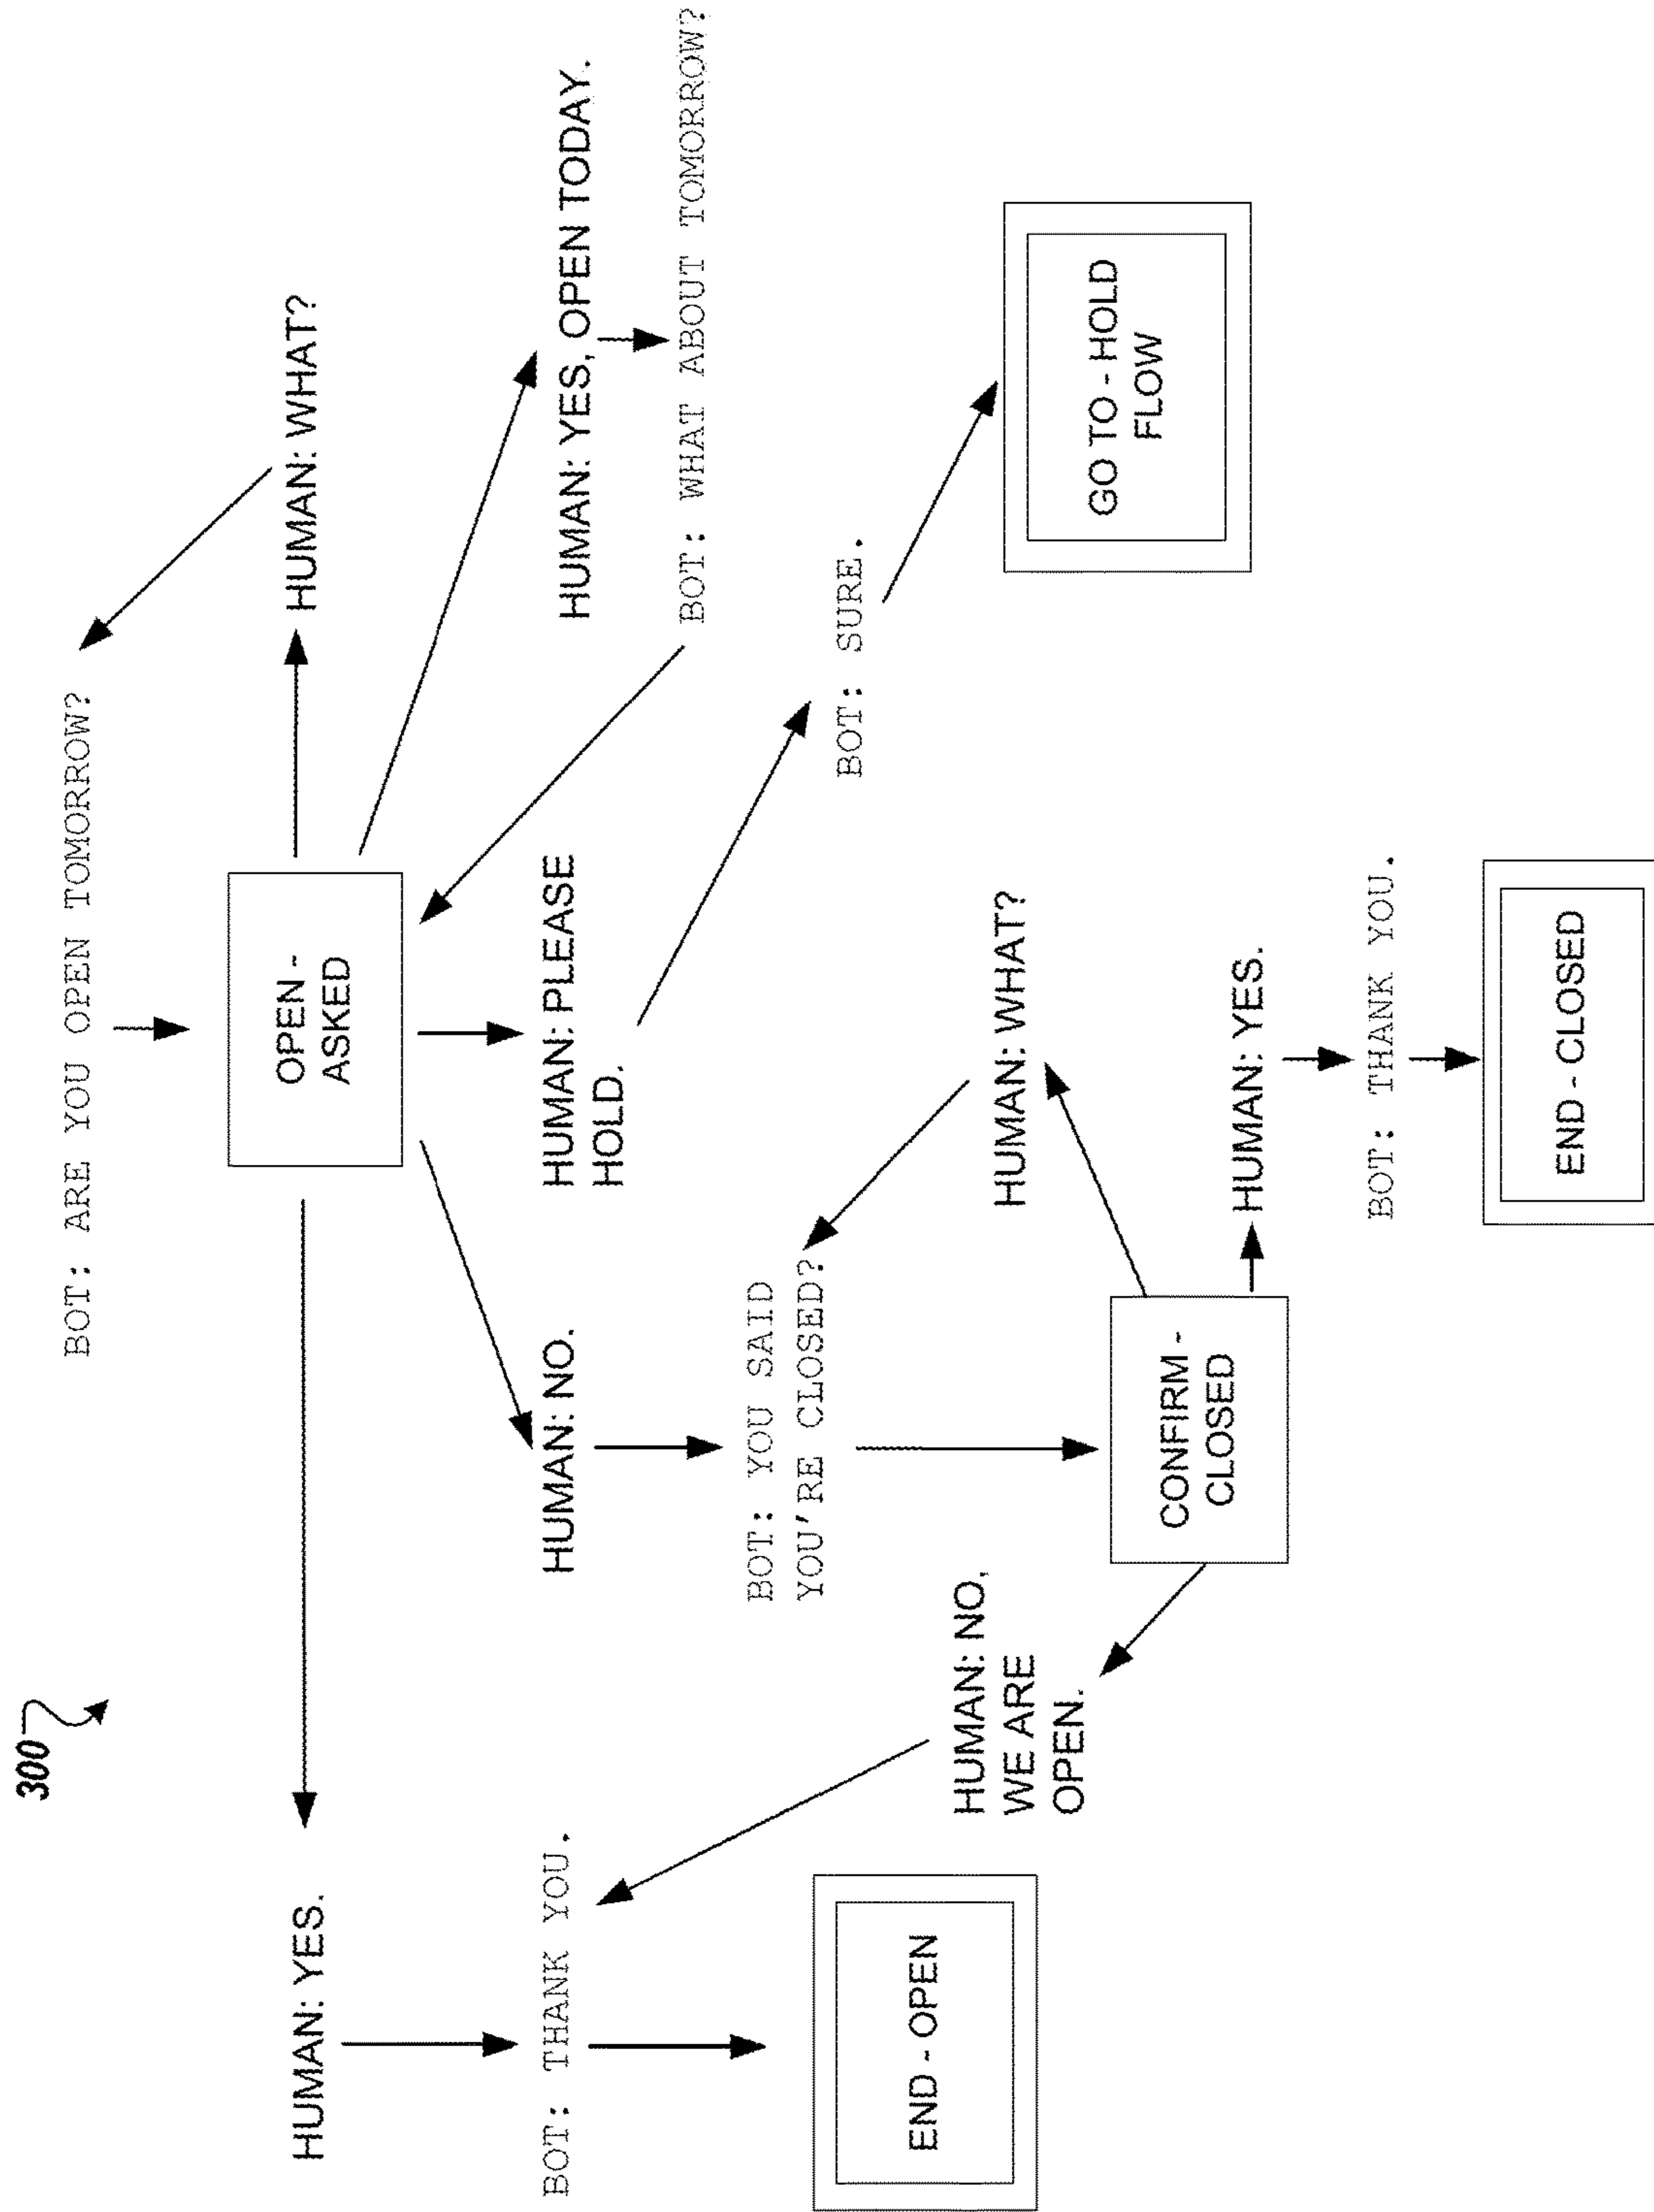 300
BOT: ARE YOU OPEN TOMORROW?
OPEN -
ASKED
HUMAN: YES.
HUMAN: WHAT?
HUMAN: NO.
HUMAN: PLEASE
HOLD.
HUMAN: YES, OPEN TODAY.
BOT: THANK YOU.
BOT: YOU SAID
YOU'RE CLOSED?
BOT: WHAT ABOUT TOMORROW?
BOT: SURE.
END - OPEN
HUMAN: NO,
WE ARE
OPEN.
HUMAN: WHAT?
GO TO - HOLD
FLOW
CONFIRM -
CLOSED
HUMAN: YES.
BOT: THANK YOU.
END - CLOSED